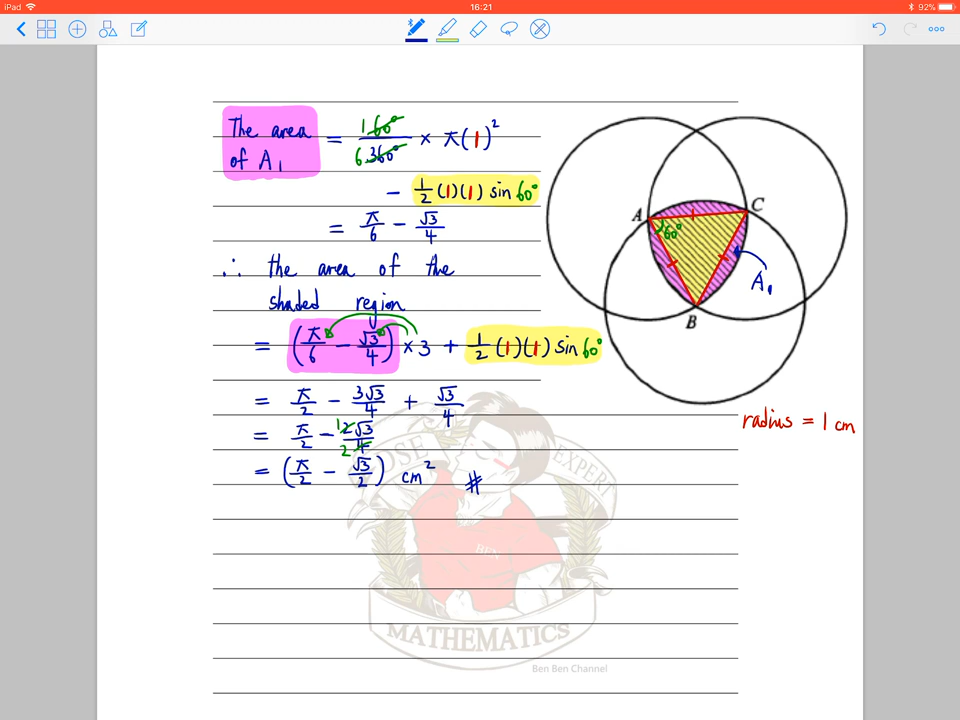 iPad 16:21 92%
The area of A₁ = 1 60° / 6 360° × π(1)²
− 1/2 (1)(1) sin 60°
= π/6 − √3/4
∴ the area of the
shaded region
= (π/6 − √3/4) × 3 + 1/2 (1)(1) sin 60°
= π/2 − 3√3/4 + √3/4
= π/2 − 1 2√3 / 2 4
= (π/2 − √3/2) cm² #
A
C
60°
A₁
B
radius = 1 cm
EXPERT
BEN
MATHEMATICS
Ben Ben Channel